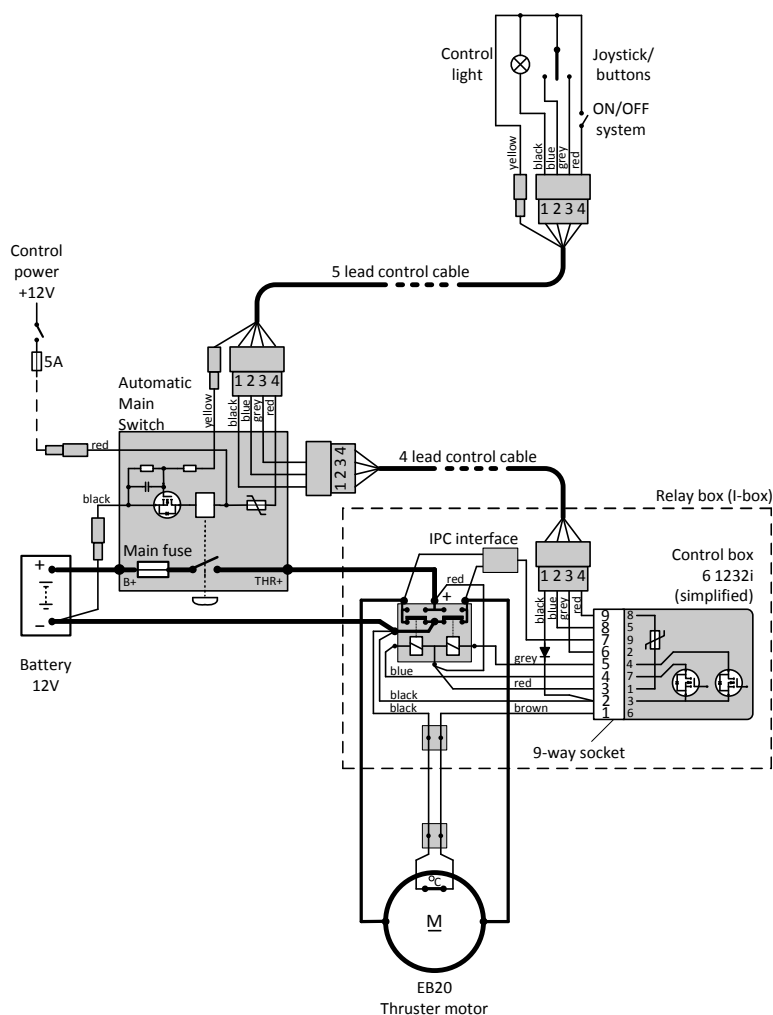 Control
light
Joystick/
buttons
ON/OFF
system
yellow
black
blue
grey
red
1 2 3 4
5 lead control cable
Control
power
+12V
5A
Automatic
Main
Switch
1 2 3 4
yellow
black
blue
grey
red
red
1 2 3 4
4 lead control cable
Relay box (I-box)
black
Main fuse
B+
THR+
+
−
Battery
12V
IPC interface
1 2 3 4
black
blue
grey
red
Control box
6 1232i
(simplified)
red
+
-
9 8
8 5
7 9
6 2
5 4
4 7
3 1
2 3
1 6
grey
blue
red
black
black
brown
9-way socket
°C
M
EB20
Thruster motor